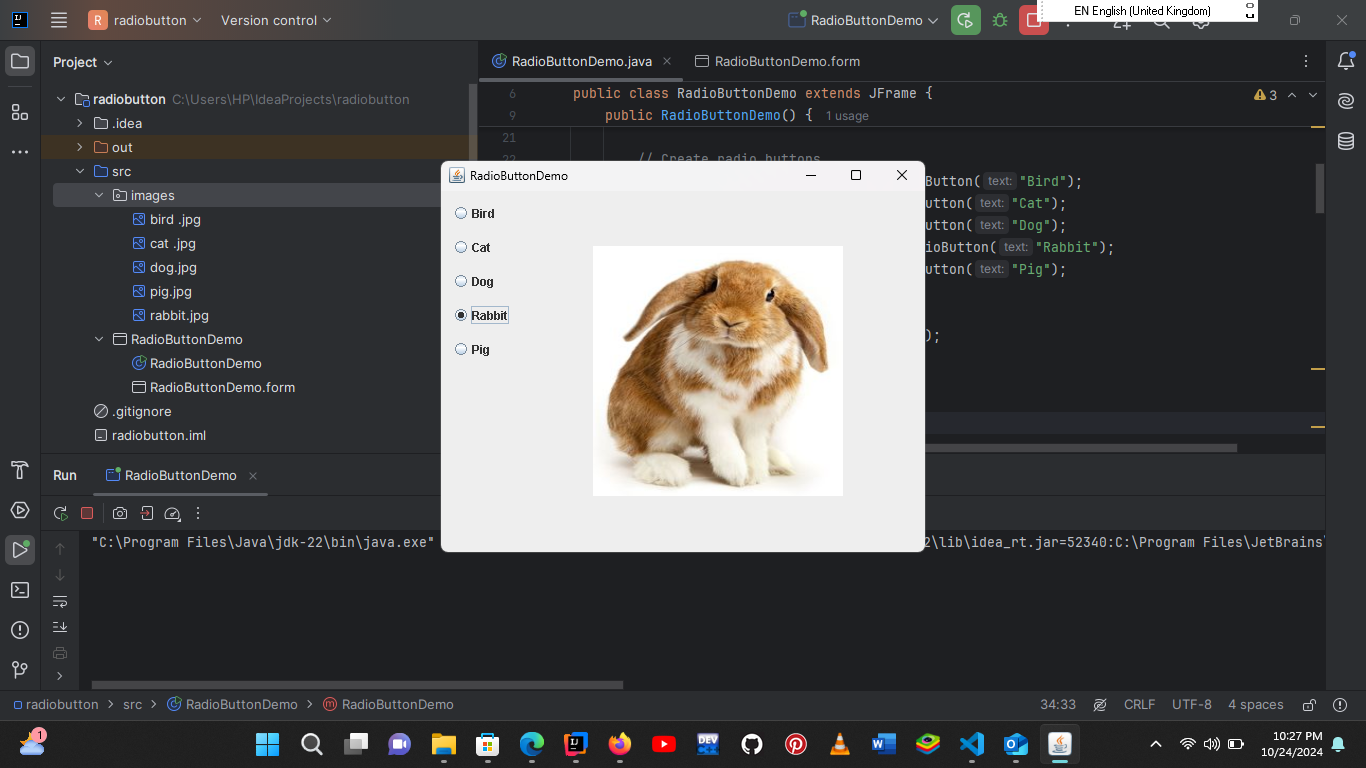 R radiobutton Version control RadioButtonDemo EN English (United Kingdom)
Project
radiobutton C:\Users\HP\IdeaProjects\radiobutton
.idea
out
src
images
bird .jpg
cat .jpg
dog.jpg
pig.jpg
rabbit.jpg
RadioButtonDemo
RadioButtonDemo
RadioButtonDemo.form
.gitignore
radiobutton.iml
RadioButtonDemo.java RadioButtonDemo.form
6 public class RadioButtonDemo extends JFrame { 3
9 public RadioButtonDemo() { 1 usage
21
22 // Create radio buttons
Button( text: "Bird");
utton( text: "Cat");
utton( text: "Dog");
ioButton( text: "Rabbit");
utton( text: "Pig");
);
RadioButtonDemo
Bird
Cat
Dog
Rabbit
Pig
Run RadioButtonDemo
"C:\Program Files\Java\jdk-22\bin\java.exe" 2\lib\idea_rt.jar=52340:C:\Program Files\JetBrains\
radiobutton > src > RadioButtonDemo > RadioButtonDemo 34:33 CRLF UTF-8 4 spaces
1 DEV C++ W 10:27 PM
10/24/2024